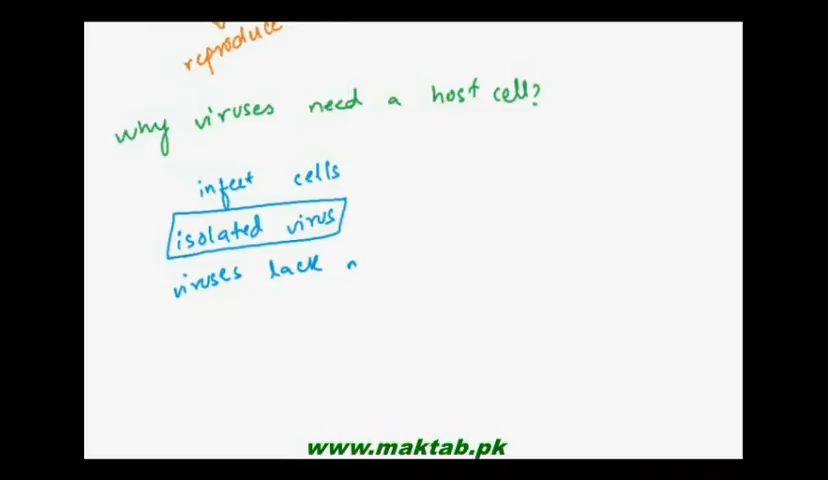 reproduce
why viruses need a host cell?
infect cells
isolated virus
viruses lack
www.maktab.pk